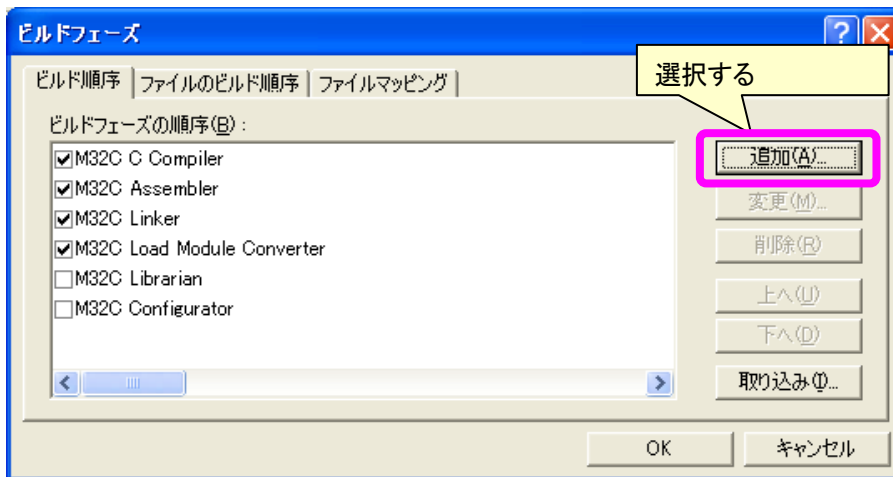 ビルドフェーズ
選択する
ビルド順序
ファイルのビルド順序
ファイルマッピング
ビルドフェーズの順序(B) :
M32C C Compiler
M32C Assembler
M32C Linker
M32C Load Module Converter
M32C Librarian
M32C Configurator
追加(A)...
変更(M)...
削除(R)
上へ(U)
下へ(D)
取り込み(I)...
OK
キャンセル